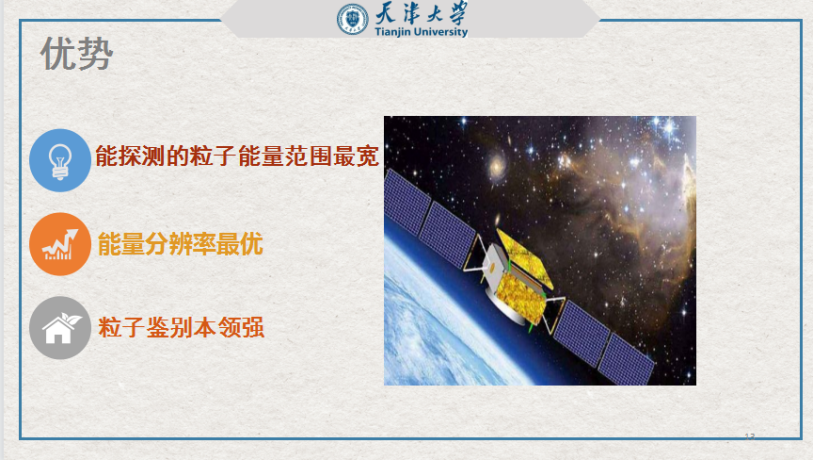 天津大学
Tianjin University
优势
能探测的粒子能量范围最宽
能量分辨率最优
粒子鉴别本领强